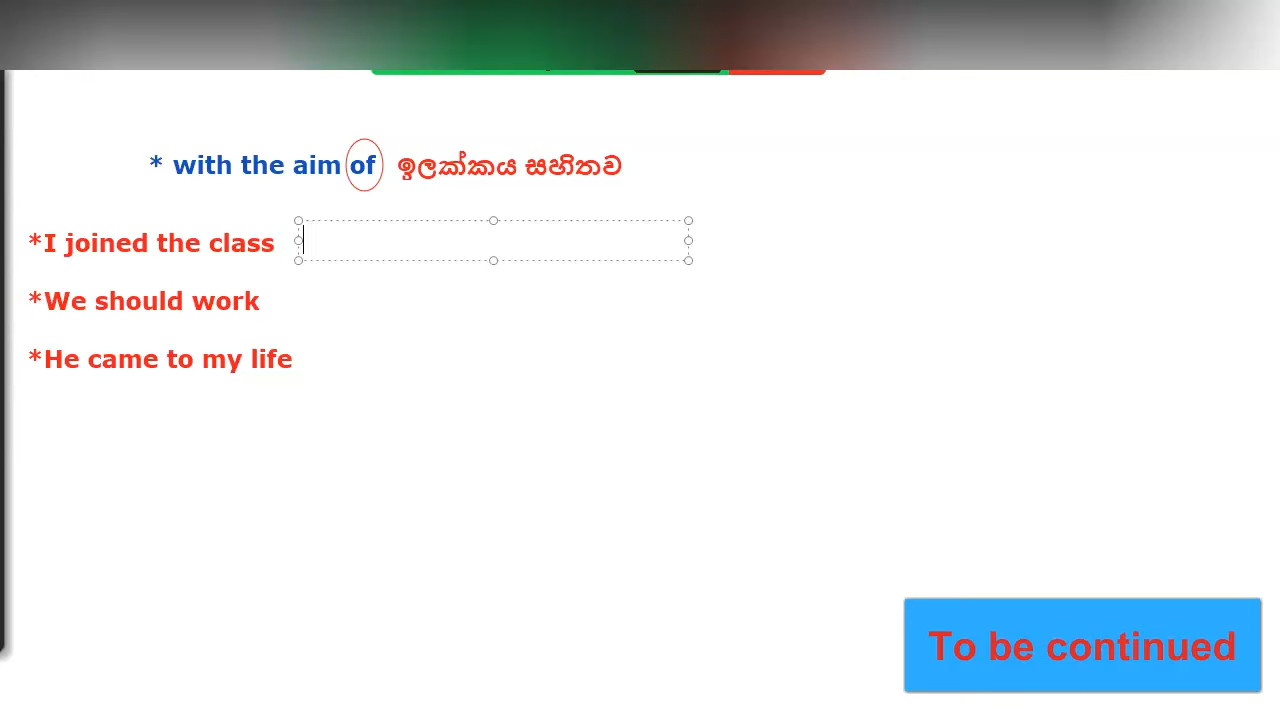 * with the aim of ඉලක්කය සහිතව
*I joined the class
*We should work
*He came to my life
To be continued